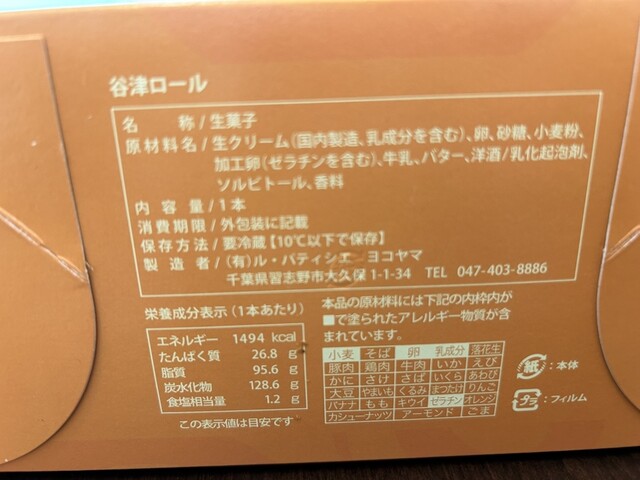 谷津ロール
名　称/生菓子
原材料名/生クリーム(国内製造、乳成分を含む)、卵、砂糖、小麦粉、
加工卵(ゼラチンを含む)、牛乳、バター、洋酒/乳化起泡剤、
ソルビトール、香料
内容量/1本
消費期限/外包装に記載
保存方法/要冷蔵【10℃以下で保存】
製造者/(有)ル・パティシエ ヨコヤマ
千葉県習志野市大久保1-1-34 TEL 047-403-8886
栄養成分表示(1本あたり)
エネルギー 1494 kcal
たんぱく質 26.8 g
脂質 95.6 g
炭水化物 128.6 g
食塩相当量 1.2 g
この表示値は目安です
本品の原材料には下記の内枠内が
■で塗られたアレルギー物質が含
まれています。
小麦 そば 卵 乳成分 落花生
豚肉 鶏肉 牛肉 いか えび
かに さけ さば いくら あわび
大豆 やまいも くるみ まつたけ りんご
バナナ もも キウイ ゼラチン オレンジ
カシューナッツ アーモンド ごま
紙:本体
プラ:フィルム